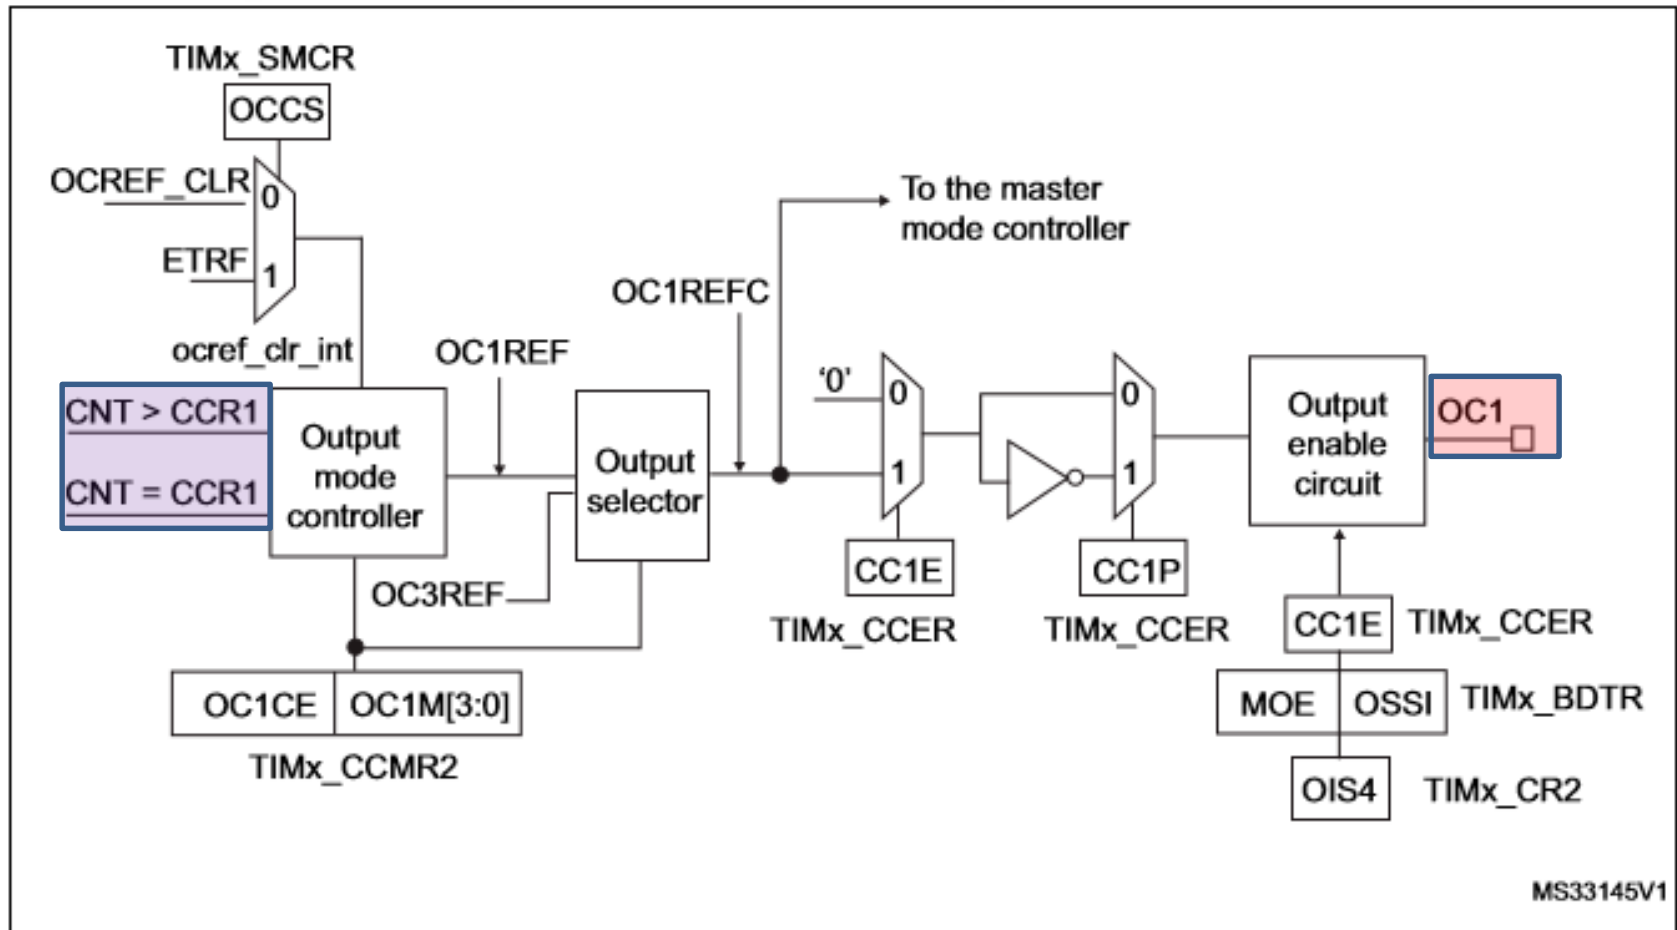 TIMx_SMCR
OCCS
OCREF_CLR
0
ETRF
1
ocref_clr_int
To the master
mode controller
OC1REFC
OC1REF
CNT > CCR1
CNT = CCR1
Output
mode
controller
Output
selector
OC3REF
'0'
0
1
0
1
CC1E
TIMx_CCER
CC1P
TIMx_CCER
Output
enable
circuit
OC1
CC1E
TIMx_CCER
MOE
OSSI
TIMx_BDTR
OIS4
TIMx_CR2
OC1CE
OC1M[3:0]
TIMx_CCMR2
MS33145V1